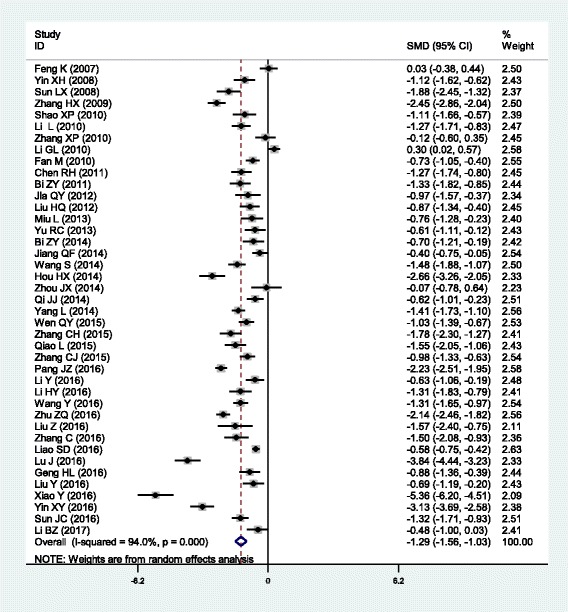 Study %
ID SMD (95% CI) Weight
Feng K (2007) 0.03 (-0.38, 0.44) 2.50
Yin XH (2008) -1.12 (-1.62, -0.62) 2.43
Sun LX (2008) -1.88 (-2.45, -1.32) 2.37
Zhang HX (2009) -2.45 (-2.86, -2.04) 2.50
Shao XP (2010) -1.11 (-1.66, -0.57) 2.39
Li L (2010) -1.27 (-1.71, -0.83) 2.47
Zhang XP (2010) -0.12 (-0.60, 0.35) 2.45
Li GL (2010) 0.30 (0.02, 0.57) 2.58
Fan M (2010) -0.73 (-1.05, -0.40) 2.55
Chen RH (2011) -1.27 (-1.74, -0.80) 2.45
Bi ZY (2011) -1.33 (-1.82, -0.85) 2.44
Jia QY (2012) -0.97 (-1.57, -0.37) 2.34
Liu HQ (2012) -0.87 (-1.34, -0.40) 2.45
Miu L (2013) -0.76 (-1.28, -0.23) 2.40
Yu RC (2013) -0.61 (-1.11, -0.12) 2.43
Bi ZY (2014) -0.70 (-1.21, -0.19) 2.42
Jiang QF (2014) -0.40 (-0.75, -0.05) 2.54
Wang S (2014) -1.48 (-1.88, -1.07) 2.50
Hou HX (2014) -2.66 (-3.26, -2.05) 2.33
Zhou JX (2014) -0.07 (-0.78, 0.64) 2.23
Qi JJ (2014) -0.62 (-1.01, -0.23) 2.51
Yang L (2014) -1.41 (-1.73, -1.10) 2.56
Wen QY (2015) -1.03 (-1.39, -0.67) 2.53
Zhang CH (2015) -1.78 (-2.30, -1.27) 2.41
Qiao L (2015) -1.55 (-2.05, -1.06) 2.43
Zhang CJ (2015) -0.98 (-1.33, -0.63) 2.54
Pang JZ (2016) -2.23 (-2.51, -1.95) 2.58
Li Y (2016) -0.63 (-1.06, -0.19) 2.48
Li HY (2016) -1.31 (-1.83, -0.79) 2.41
Wang Y (2016) -1.31 (-1.65, -0.97) 2.54
Zhu ZQ (2016) -2.14 (-2.46, -1.82) 2.56
Liu Z (2016) -1.57 (-2.40, -0.75) 2.11
Zhang C (2016) -1.50 (-2.08, -0.93) 2.36
Liao SD (2016) -0.58 (-0.75, -0.42) 2.63
Lu J (2016) -3.84 (-4.44, -3.23) 2.33
Geng HL (2016) -0.88 (-1.36, -0.39) 2.44
Liu Y (2016) -0.69 (-1.19, -0.20) 2.43
Xiao Y (2016) -5.36 (-6.20, -4.51) 2.09
Yin XY (2016) -3.13 (-3.69, -2.58) 2.38
Sun JC (2016) -1.32 (-1.71, -0.93) 2.51
Li BZ (2017) -0.48 (-1.00, 0.03) 2.41
Overall (I-squared = 94.0%, p = 0.000) -1.29 (-1.56, -1.03) 100.00
NOTE: Weights are from random effects analysis
-6.2 0 6.2